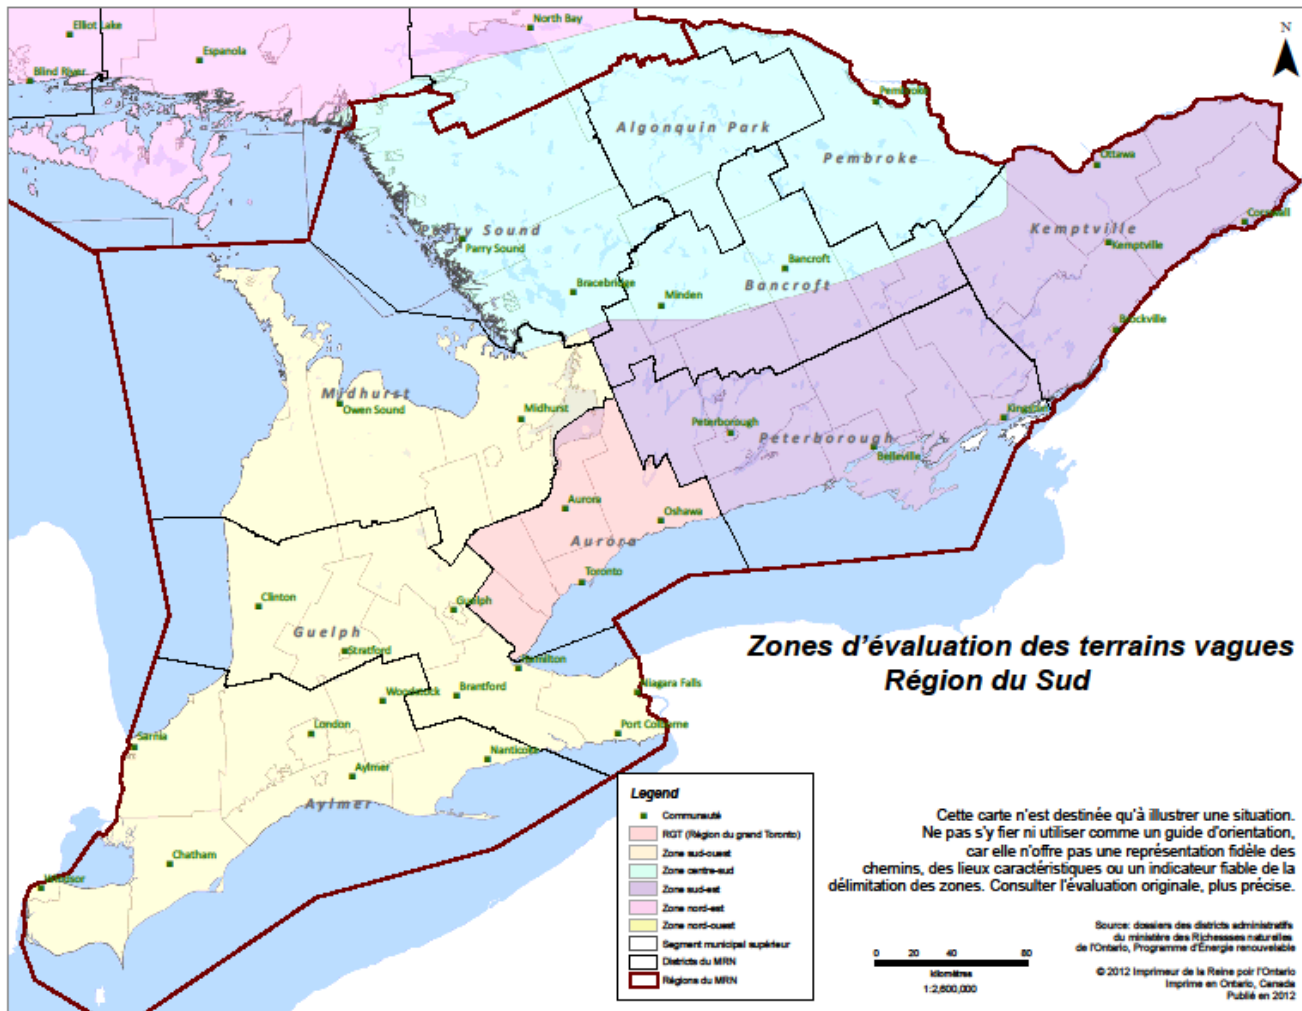 Elliot Lake
North Bay
N
Espanola
Blind River
Pembroke
Algonquin Park
Pembroke
Ottawa
Cornwall
Parry Sound
Parry Sound
Kemptville
Kemptville
Bancroft
Bancroft
Bracebridge
Minden
Brockville
Midhurst
Owen Sound
Midhurst
Kingston
Peterborough
Peterborough
Belleville
Aurora
Oshawa
Aurora
Toronto
Clinton
Guelph
Guelph
Stratford
Hamilton
Zones d'évaluation des terrains vagues
Région du Sud
Woodstock
Brantford
Niagara Falls
London
Port Colborne
Sarnia
Nanticoke
Aylmer
Aylmer
Chatham
Windsor
Legend
Communauté
RGT (Région du grand Toronto)
Zone sud-ouest
Zone centre-sud
Zone sud-est
Zone nord-est
Zone nord-ouest
Segment municipal supérieur
Districts du MRN
Régions du MRN
Cette carte n'est destinée qu'à illustrer une situation.
Ne pas s'y fier ni utiliser comme un guide d'orientation,
car elle n'offre pas une représentation fidèle des
chemins, des lieux caractéristiques ou un indicateur fiable de la
délimitation des zones. Consulter l'évaluation originale, plus précise.
Source: dossiers des districts administratifs
du ministère des Richessses naturelles
de l'Ontario, Programme d'Énergie renouvelable
0 20 40 80
kilomètres
1:2,600,000
© 2012 Imprimeur de la Reine poir l'Ontario
Imprime en Ontario, Canada
Publié en 2012